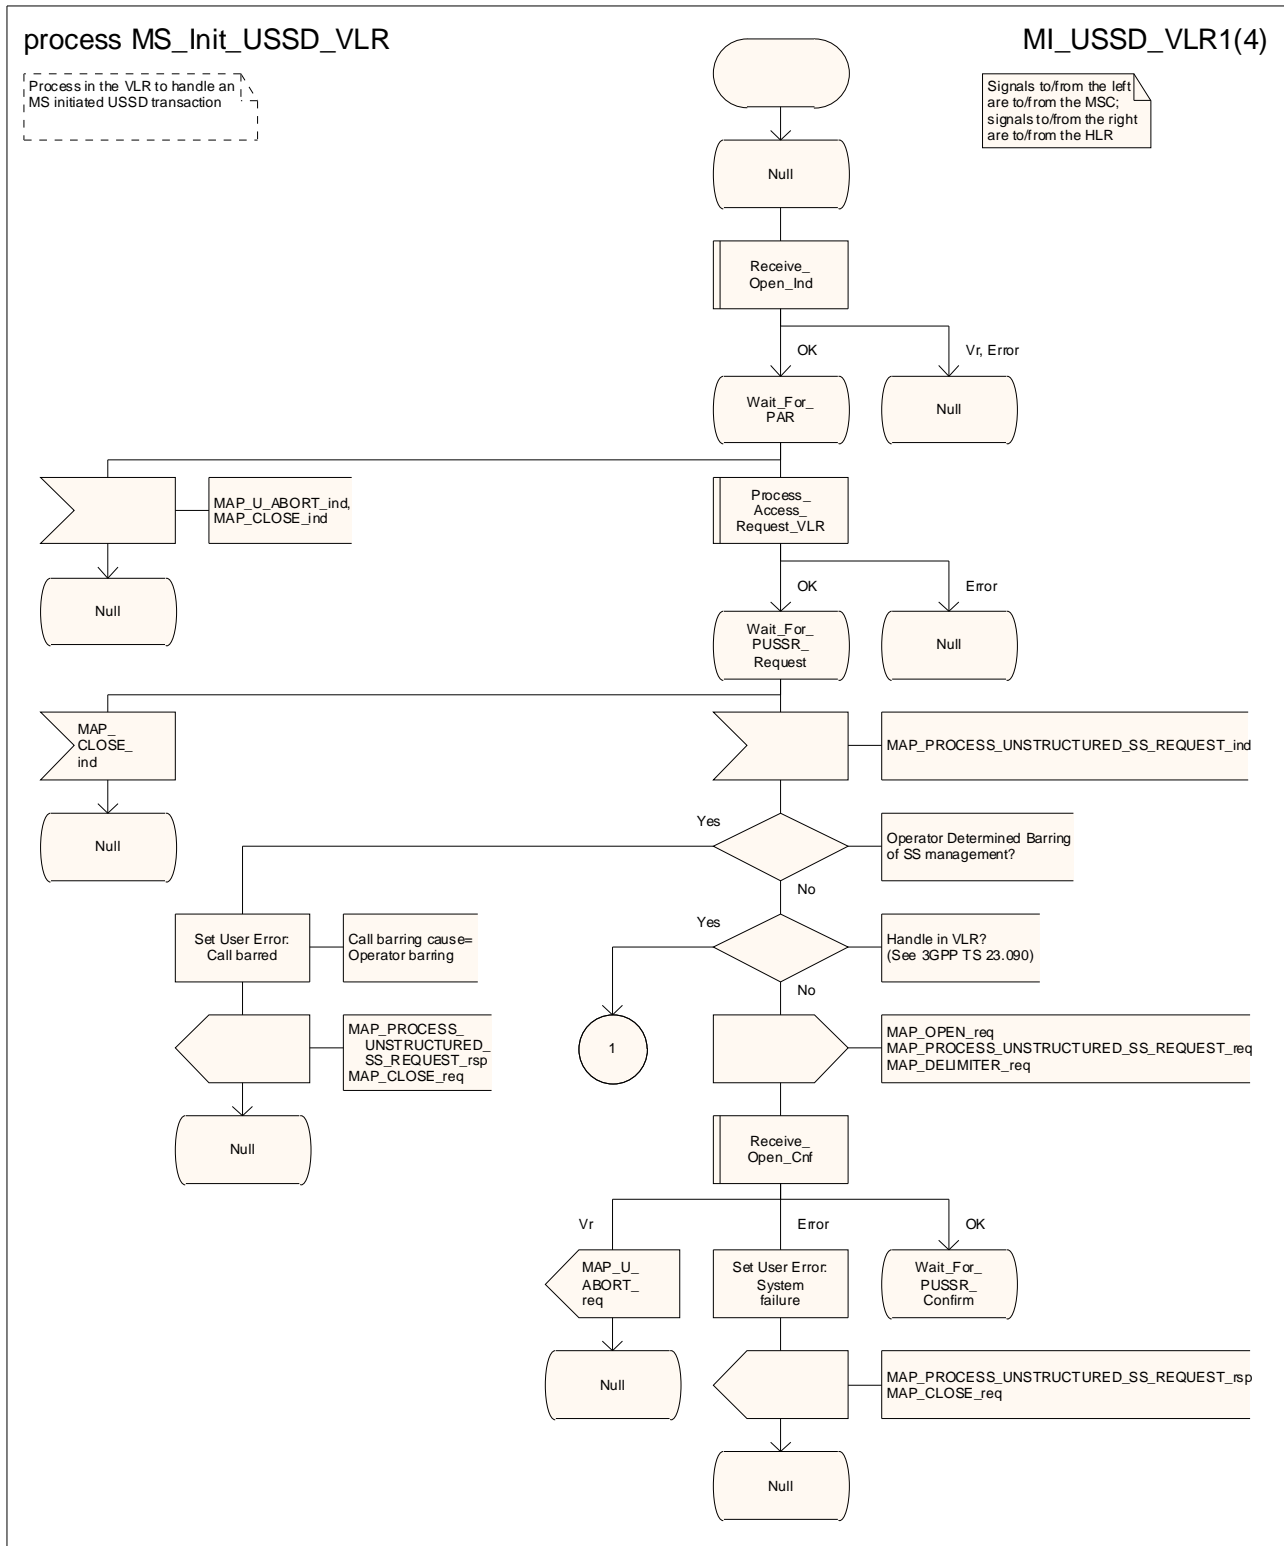 process MS_Init_USSD_VLR
MI_USSD_VLR1(4)
Process in the VLR to handle an
MS initiated USSD transaction
Signals to/from the left
are to/from the MSC;
signals to/from the right
are to/from the HLR
Null
Receive_
Open_Ind
OK
Vr, Error
Wait_For_
PAR
Null
MAP_U_ABORT_ind,
MAP_CLOSE_ind
Process_
Access_
Request_VLR
OK
Error
Null
Wait_For_
PUSSR_
Request
Null
MAP_
CLOSE_
ind
MAP_PROCESS_UNSTRUCTURED_SS_REQUEST_ind
Null
Yes
Operator Determined Barring
of SS management?
No
Set User Error:
Call barred
Call barring cause=
Operator barring
Yes
Handle in VLR?
(See 3GPP TS 23.090)
No
MAP_PROCESS_
UNSTRUCTURED_
SS_REQUEST_rsp
MAP_CLOSE_req
1
MAP_OPEN_req
MAP_PROCESS_UNSTRUCTURED_SS_REQUEST_req
MAP_DELIMITER_req
Null
Receive_
Open_Cnf
Vr
Error
OK
MAP_U_
ABORT_
req
Set User Error:
System
failure
Wait_For_
PUSSR_
Confirm
Null
MAP_PROCESS_UNSTRUCTURED_SS_REQUEST_rsp
MAP_CLOSE_req
Null